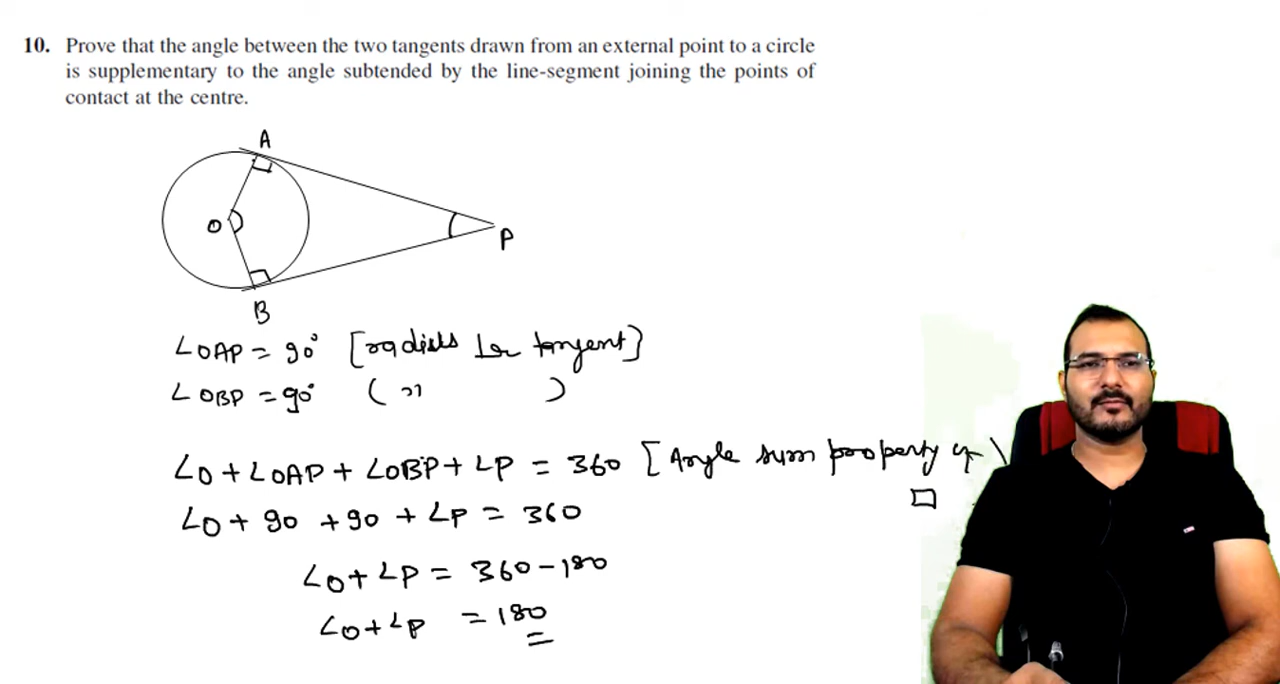 10. Prove that the angle between the two tangents drawn from an external point to a circle
is supplementary to the angle subtended by the line-segment joining the points of
contact at the centre.
A
O
P
B
∠OAP = 90° [radius ⊥er tangent]
∠OBP = 90° ( " )
∠O + ∠OAP + ∠OBP + ∠P = 360 [Angle sum property of
□
∠O + 90 + 90 + ∠P = 360
∠O + ∠P = 360 - 180
∠O + ∠P = 180